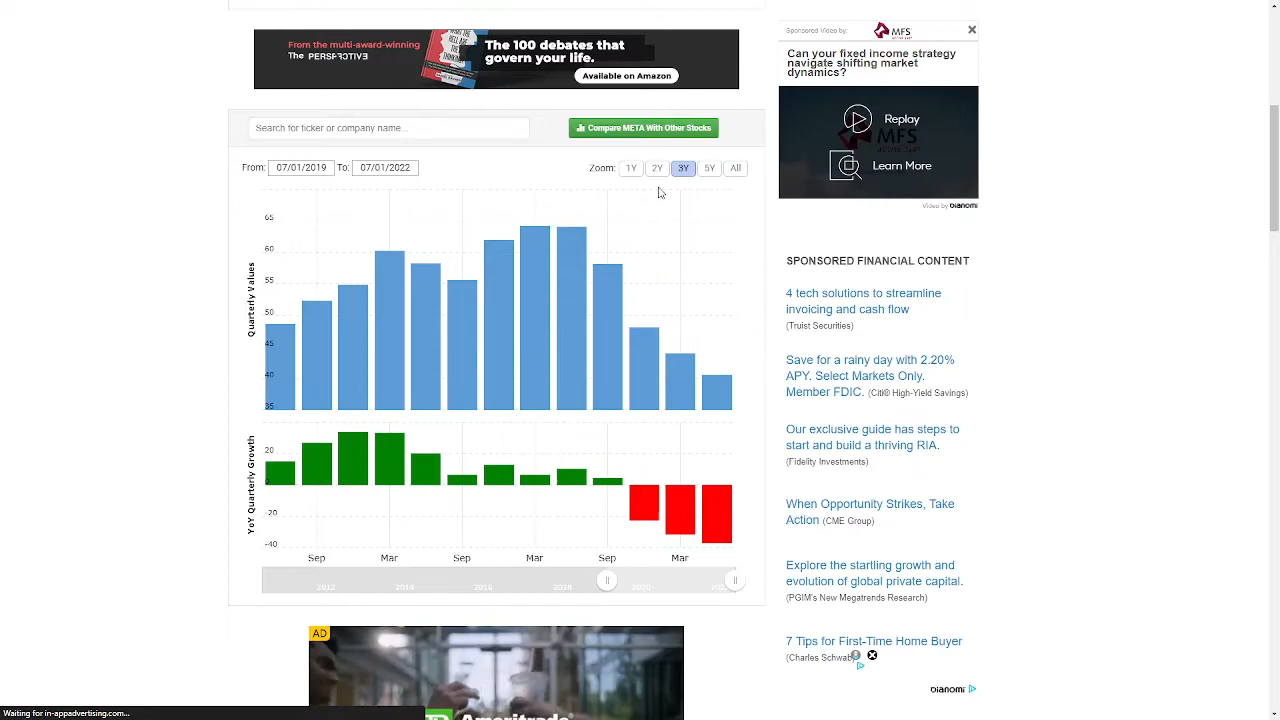 From the multi-award-winning
The PERSPECTIVE
The 100 debates that
govern your life.
Available on Amazon
Search for ticker or company name...
Compare META With Other Stocks
From: 07/01/2019 To: 07/01/2022
Zoom: 1Y 2Y 3Y 5Y All
Quarterly Values
65
60
55
50
45
40
35
YoY Quarterly Growth
20
0
-20
-40
Sep Mar Sep Mar Sep Mar
2012 2014 2016 2018 2020
AD
Ameritrade
Waiting for in-appadvertising.com...
Sponsored Video by: MFS
Can your fixed income strategy
navigate shifting market
dynamics?
Replay
Learn More
Video by DIANOMI
SPONSORED FINANCIAL CONTENT
4 tech solutions to streamline
invoicing and cash flow
(Truist Securities)
Save for a rainy day with 2.20%
APY. Select Markets Only.
Member FDIC. (Citi® High-Yield Savings)
Our exclusive guide has steps to
start and build a thriving RIA.
(Fidelity Investments)
When Opportunity Strikes, Take
Action (CME Group)
Explore the startling growth and
evolution of global private capital.
(PGIM's New Megatrends Research)
7 Tips for First-Time Home Buyer
(Charles Schwab)
DIANOMI